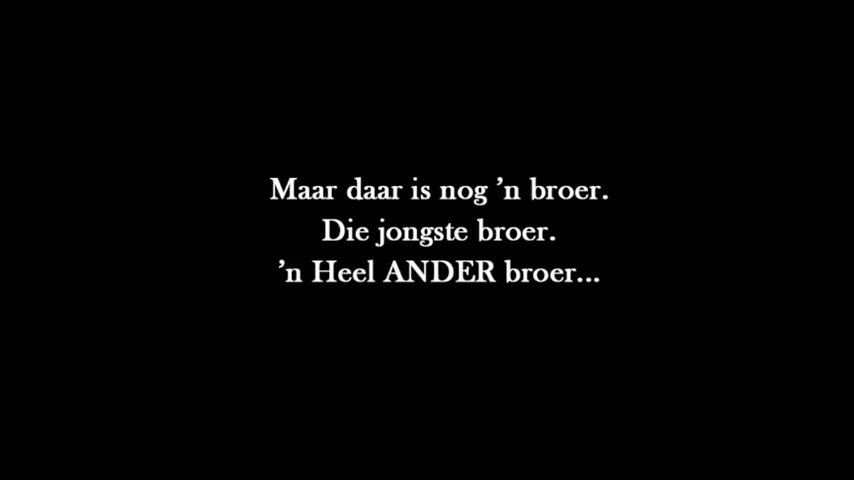 Maar daar is nog ’n broer.
Die jongste broer.
’n Heel ANDER broer...